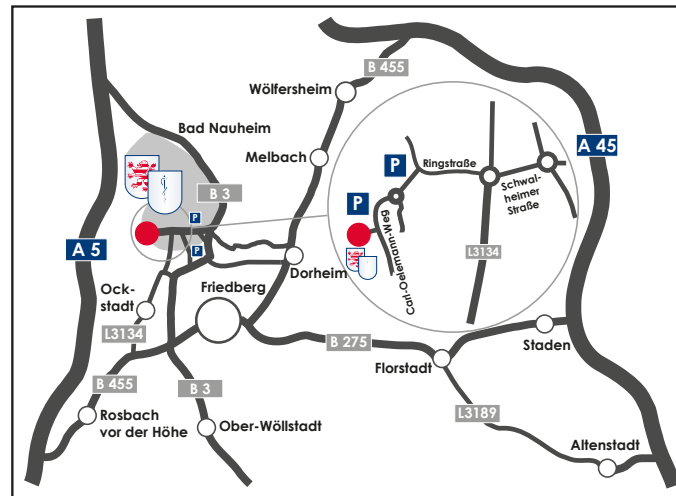 B 455
Wölfersheim
Bad Nauheim
A 45
Melbach
P
Ringstraße
Schwal-
heimer
Straße
B 3
P
P
Carl-Oelemann-Weg
A 5
P
L3134
Dorheim
Ock-
stadt
Friedberg
L3134
B 275
Staden
Florstadt
B 455
B 3
L3189
Rosbach
vor der Höhe
Ober-Wöllstadt
Altenstadt